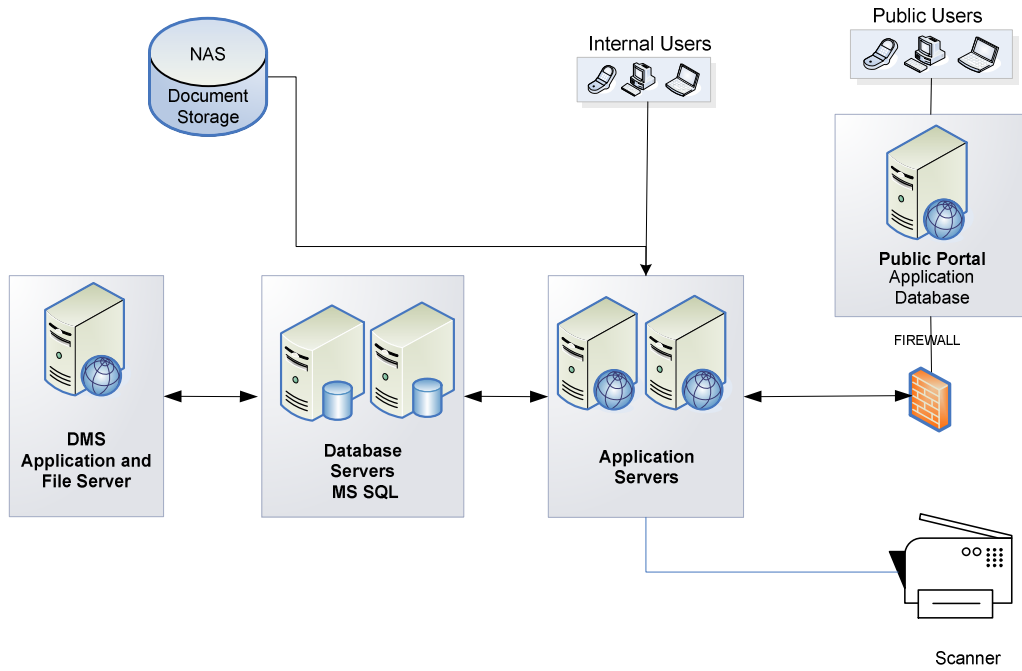 Public Users
Internal Users
NAS
Document
Storage
Public Portal
Application
Database
FIREWALL
DMS
Application and
File Server
Database
Servers
MS SQL
Application
Servers
Scanner